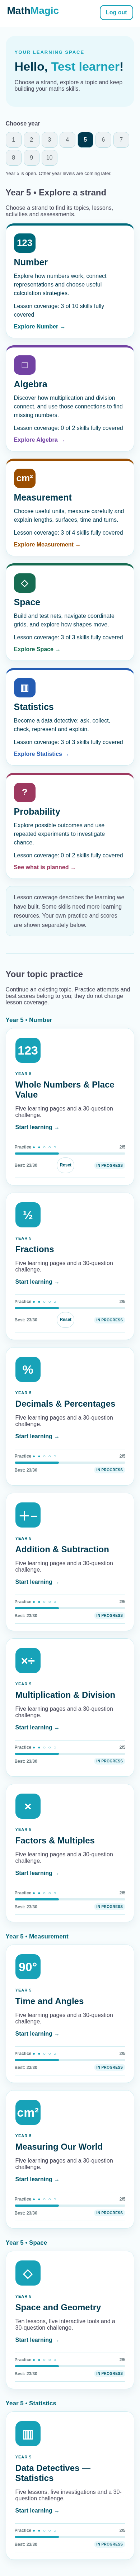 MathMagic
Log out
YOUR LEARNING SPACE
Hello, Test learner!
Choose a strand, explore a topic and keep
building your maths skills.
Choose year
1 2 3 4 5 6 7
8 9 10
Year 5 is open. Other year levels are coming later.
Year 5 • Explore a strand
Choose a strand to find its topics, lessons,
activities and assessments.
123
Number
Explore how numbers work, connect
representations and choose useful
calculation strategies.
Lesson coverage: 3 of 10 skills fully
covered
Explore Number →
Algebra
Discover how multiplication and division
connect, and use those connections to find
missing numbers.
Lesson coverage: 0 of 2 skills fully covered
Explore Algebra →
cm²
Measurement
Choose useful units, measure carefully and
explain lengths, surfaces, time and turns.
Lesson coverage: 3 of 4 skills fully covered
Explore Measurement →
Space
Build and test nets, navigate coordinate
grids, and explore how shapes move.
Lesson coverage: 3 of 3 skills fully covered
Explore Space →
Statistics
Become a data detective: ask, collect,
check, represent and explain.
Lesson coverage: 0 of 3 skills fully covered
Explore Statistics →
?
Probability
Explore possible outcomes and use
repeated experiments to investigate
chance.
Lesson coverage: 0 of 2 skills fully covered
See what is planned →
Lesson coverage describes the learning we
have built. Some skills need more learning
resources. Your own practice and scores
are shown separately below.
Your topic practice
Continue an existing topic. Practice attempts and
best scores belong to you; they do not change
lesson coverage.
Year 5 • Number
123
YEAR 5
Whole Numbers & Place
Value
Five learning pages and a 30-question
challenge.
Start learning →
Practice 2/5
Best: 23/30 Reset IN PROGRESS
½
YEAR 5
Fractions
Five learning pages and a 30-question
challenge.
Start learning →
Practice 2/5
Best: 23/30 Reset IN PROGRESS
%
YEAR 5
Decimals & Percentages
Five learning pages and a 30-question
challenge.
Start learning →
Practice 2/5
Best: 23/30 IN PROGRESS
+−
YEAR 5
Addition & Subtraction
Five learning pages and a 30-question
challenge.
Start learning →
Practice 2/5
Best: 23/30 IN PROGRESS
×÷
YEAR 5
Multiplication & Division
Five learning pages and a 30-question
challenge.
Start learning →
Practice 2/5
Best: 23/30 IN PROGRESS
×
YEAR 5
Factors & Multiples
Five learning pages and a 30-question
challenge.
Start learning →
Practice 2/5
Best: 23/30 IN PROGRESS
Year 5 • Measurement
90°
YEAR 5
Time and Angles
Five learning pages and a 30-question
challenge.
Start learning →
Practice 2/5
Best: 23/30 IN PROGRESS
cm²
YEAR 5
Measuring Our World
Five learning pages and a 30-question
challenge.
Start learning →
Practice 2/5
Best: 23/30 IN PROGRESS
Year 5 • Space
YEAR 5
Space and Geometry
Ten lessons, five interactive tools and a
30-question challenge.
Start learning →
Practice 2/5
Best: 23/30 IN PROGRESS
Year 5 • Statistics
YEAR 5
Data Detectives —
Statistics
Five lessons, five investigations and a 30-
question challenge.
Start learning →
Practice 2/5
Best: 23/30 IN PROGRESS